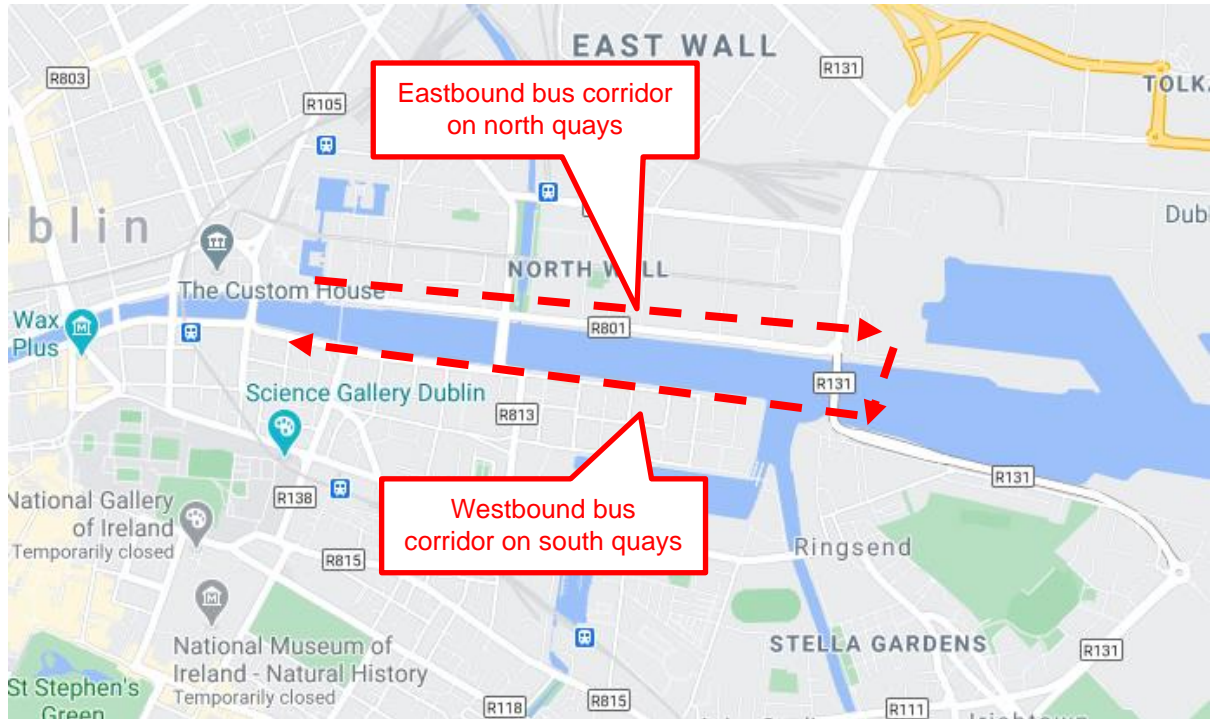 EAST WALL
R803
R131
TOLK
R105
Eastbound bus corridor
on north quays
Dubl
blin
NORTH W LL
The Custom House
Wax
Plus
R801
R131
Science Gallery Dublin
R813
R131
National Gallery
of Ireland
Temporarily closed
R138
Westbound bus
corridor on south quays
Ringsend
R815
National Museum of
Ireland - Natural History
Temporarily closed
STELLA GARDENS
R131
St Stephen's
Green
R118
R815
R111